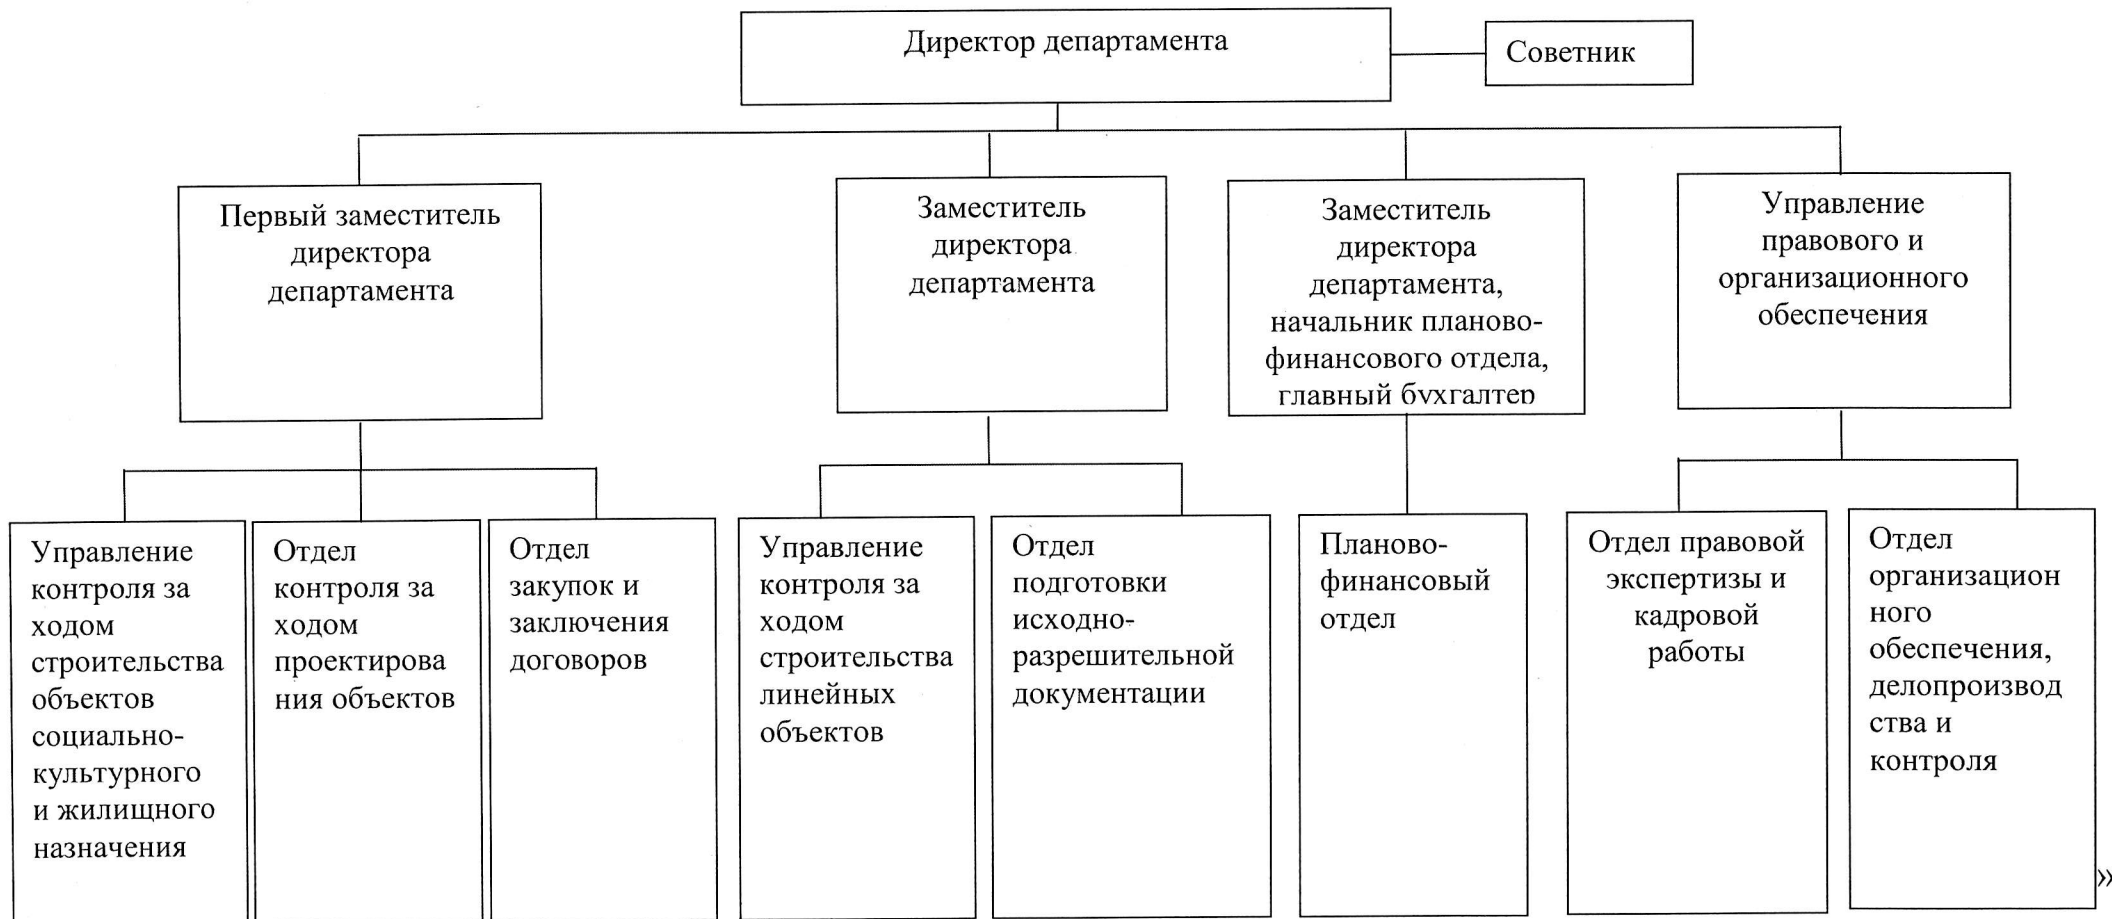 Директор департамента
Советник
Первый заместитель
директора
департамента
Заместитель
директора
департамента
Заместитель
директора
департамента,
начальник планово-
финансового отдела,
главный бухгалтер
Управление
правового и
организационного
обеспечения
Управление
контроля за
ходом
строительства
объектов
социально-
культурного
и жилищного
назначения
Отдел
контроля за
ходом
проектирова
ния объектов
Отдел
закупок и
заключения
договоров
Управление
контроля за
ходом
строительства
линейных
объектов
Отдел
подготовки
исходно-
разрешительной
документации
Планово-
финансовый
отдел
Отдел правовой
экспертизы и
кадровой
работы
Отдел
организацион
ного
обеспечения,
делопроизвод
ства и
контроля
»